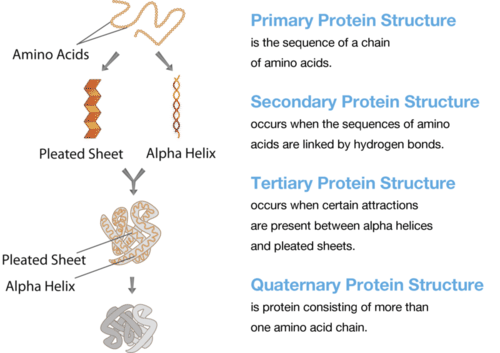 Amino Acids
Pleated Sheet
Alpha Helix
Pleated Sheet
Alpha Helix
Primary Protein Structure
is the sequence of a chain
of amino acids.
Secondary Protein Structure
occurs when the sequences of amino
acids are linked by hydrogen bonds.
Tertiary Protein Structure
occurs when certain attractions
are present between alpha helices
and pleated sheets.
Quaternary Protein Structure
is protein consisting of more than
one amino acid chain.